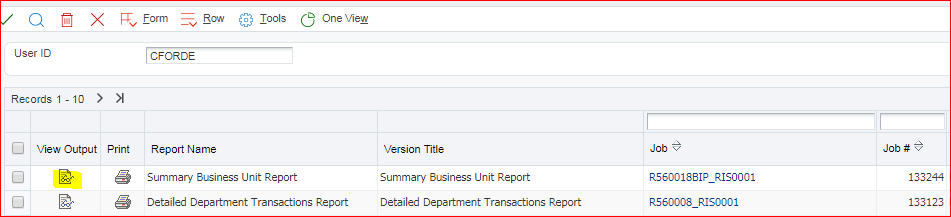 Form Row Tools One View
User ID CFORDE
Records 1 - 10
View Output Print Report Name Version Title Job Job #
Summary Business Unit Report Summary Business Unit Report R560018BIP_RIS0001 133244
Detailed Department Transactions Report Detailed Department Transactions Report R560008_RIS0001 133123